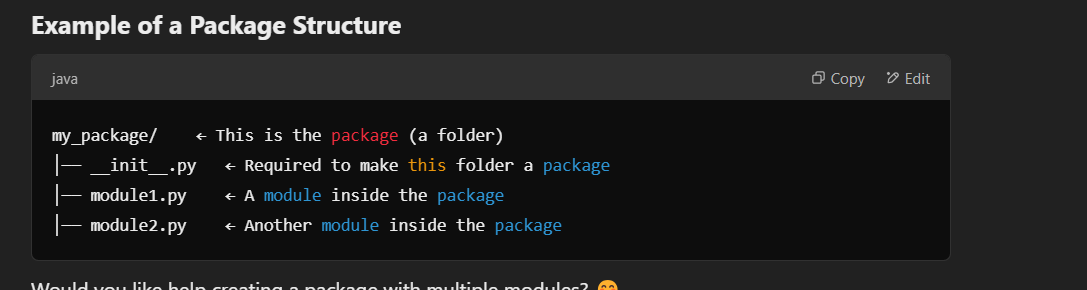 Example of a Package Structure
java Copy Edit
my_package/ ← This is the package (a folder)
│── __init__.py ← Required to make this folder a package
│── module1.py ← A module inside the package
│── module2.py ← Another module inside the package
Would you like help creating a package with multiple modules? 😊